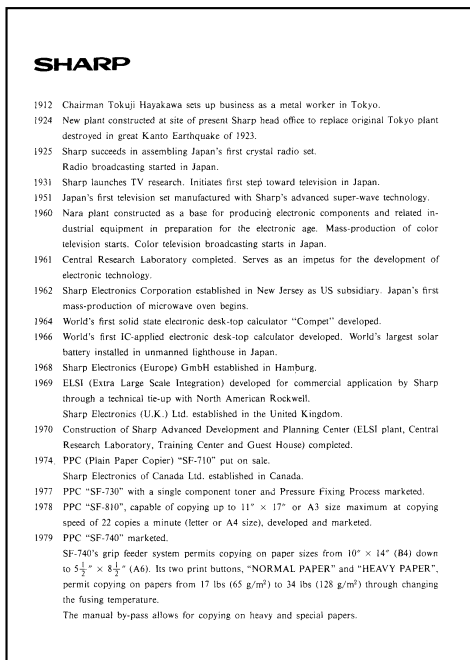 SHARP
1912 Chairman Tokuji Hayakawa sets up business as a metal worker in Tokyo.
1924 New plant constructed at site of present Sharp head office to replace original Tokyo plant
destroyed in great Kanto Earthquake of 1923.
1925 Sharp succeeds in assembling Japan's first crystal radio set.
Radio broadcasting started in Japan.
1931 Sharp launches TV research. Initiates first step toward television in Japan.
1951 Japan's first television set manufactured with Sharp's advanced super-wave technology.
1960 Nara plant constructed as a base for producing electronic components and related in-
dustrial equipment in preparation for the electronic age. Mass-production of color
television starts. Color television broadcasting starts in Japan.
1961 Central Research Laboratory completed. Serves as an impetus for the development of
electronic technology.
1962 Sharp Electronics Corporation established in New Jersey as US subsidiary. Japan's first
mass-production of microwave oven begins.
1964 World's first solid state electronic desk-top calculator "Compet" developed.
1966 World's first IC-applied electronic desk-top calculator developed. World's largest solar
battery installed in unmanned lighthouse in Japan.
1968 Sharp Electronics (Europe) GmbH established in Hamburg.
1969 ELSI (Extra Large Scale Integration) developed for commercial application by Sharp
through a technical tie-up with North American Rockwell.
Sharp Electronics (U.K.) Ltd. established in the United Kingdom.
1970 Construction of Sharp Advanced Development and Planning Center (ELSI plant, Central
Research Laboratory, Training Center and Guest House) completed.
1974. PPC (Plain Paper Copier) "SF-710" put on sale.
Sharp Electronics of Canada Ltd. established in Canada.
1977 PPC "SF-730" with a single component toner and Pressure Fixing Process marketed.
1978 PPC "SF-810", capable of copying up to 11″ × 17″ or A3 size maximum at copying
speed of 22 copies a minute (letter or A4 size), developed and marketed.
1979 PPC "SF-740" marketed.
SF-740's grip feeder system permits copying on paper sizes from 10″ × 14″ (B4) down
to 5 1/2″ × 8 1/2″ (A6). Its two print buttons, "NORMAL PAPER" and "HEAVY PAPER",
permit copying on papers from 17 lbs (65 g/m²) to 34 lbs (128 g/m²) through changing
the fusing temperature.
The manual by-pass allows for copying on heavy and special papers.